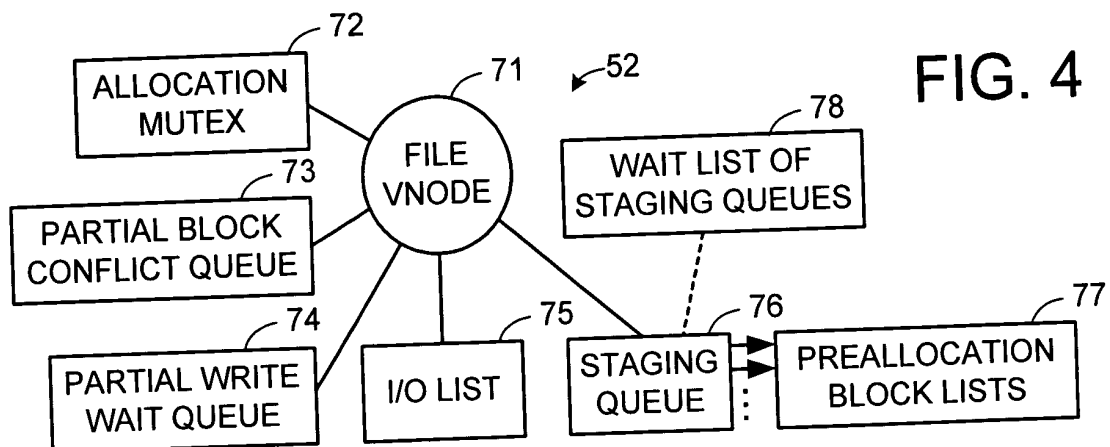 72
ALLOCATION
MUTEX
71
FILE
VNODE
52
FIG. 4
73
PARTIAL BLOCK
CONFLICT QUEUE
78
WAIT LIST OF
STAGING QUEUES
74
PARTIAL WRITE
WAIT QUEUE
75
I/O LIST
76
STAGING
QUEUE
77
PREALLOCATION
BLOCK LISTS